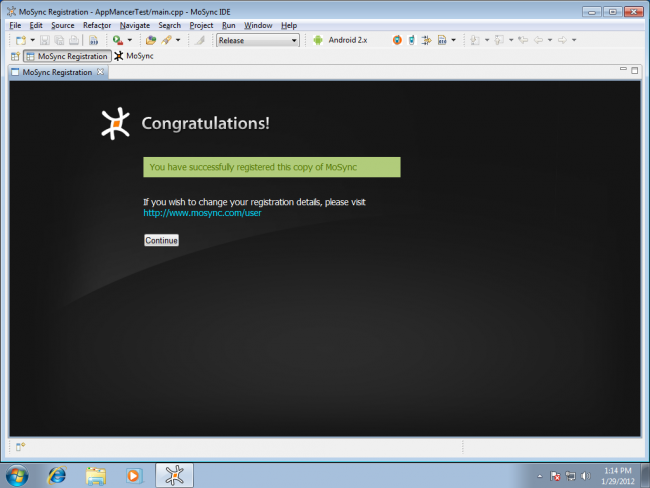 MoSync Registration - AppMancerTest/main.cpp - MoSync IDE
File Edit Source Refactor Navigate Search Project Run Window Help
Release Android 2.x
MoSync Registration MoSync
MoSync Registration
Congratulations!
You have successfully registered this copy of MoSync
If you wish to change your registration details, please visit
http://www.mosync.com/user
Continue
1:14 PM
1/29/2012